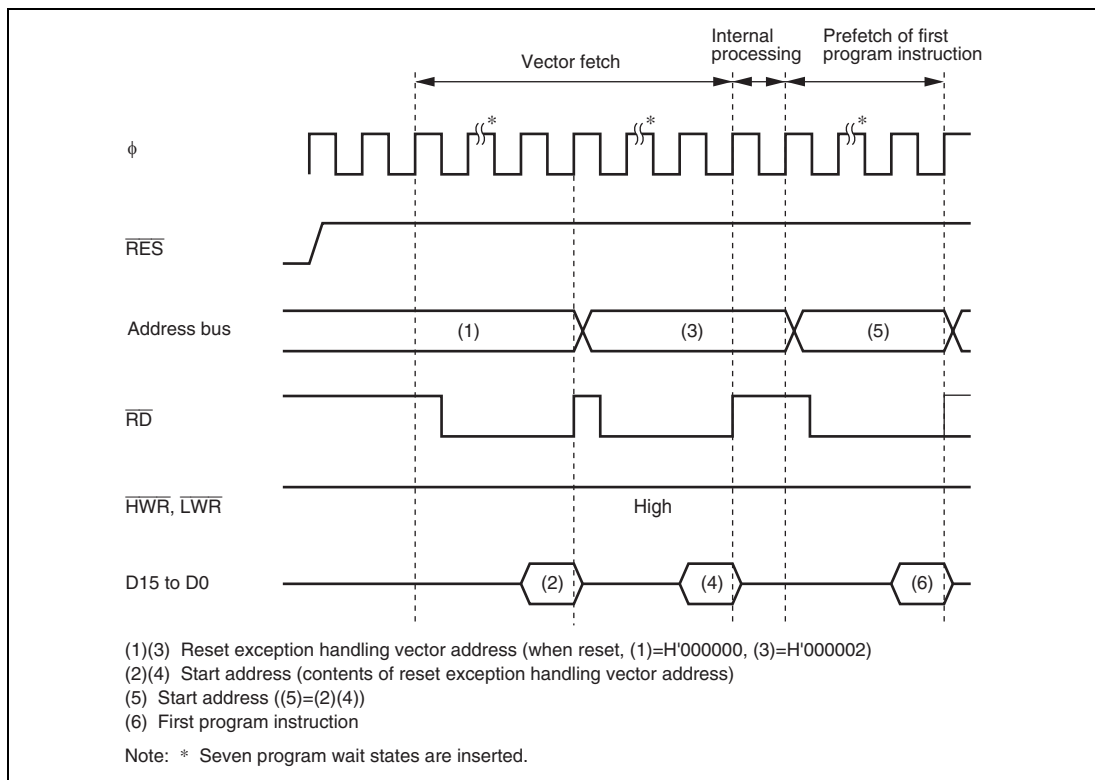 Vector fetch
Internal
processing
Prefetch of first
program instruction
*
*
*
ϕ
RES
Address bus
(1)
(3)
(5)
RD
HWR, LWR
High
D15 to D0
(2)
(4)
(6)
(1)(3) Reset exception handling vector address (when reset, (1)=H'000000, (3)=H'000002)
(2)(4) Start address (contents of reset exception handling vector address)
(5) Start address ((5)=(2)(4))
(6) First program instruction
Note: * Seven program wait states are inserted.